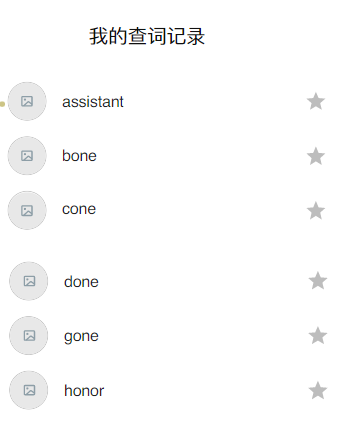 我的查词记录
assistant
bone
cone
done
gone
honor